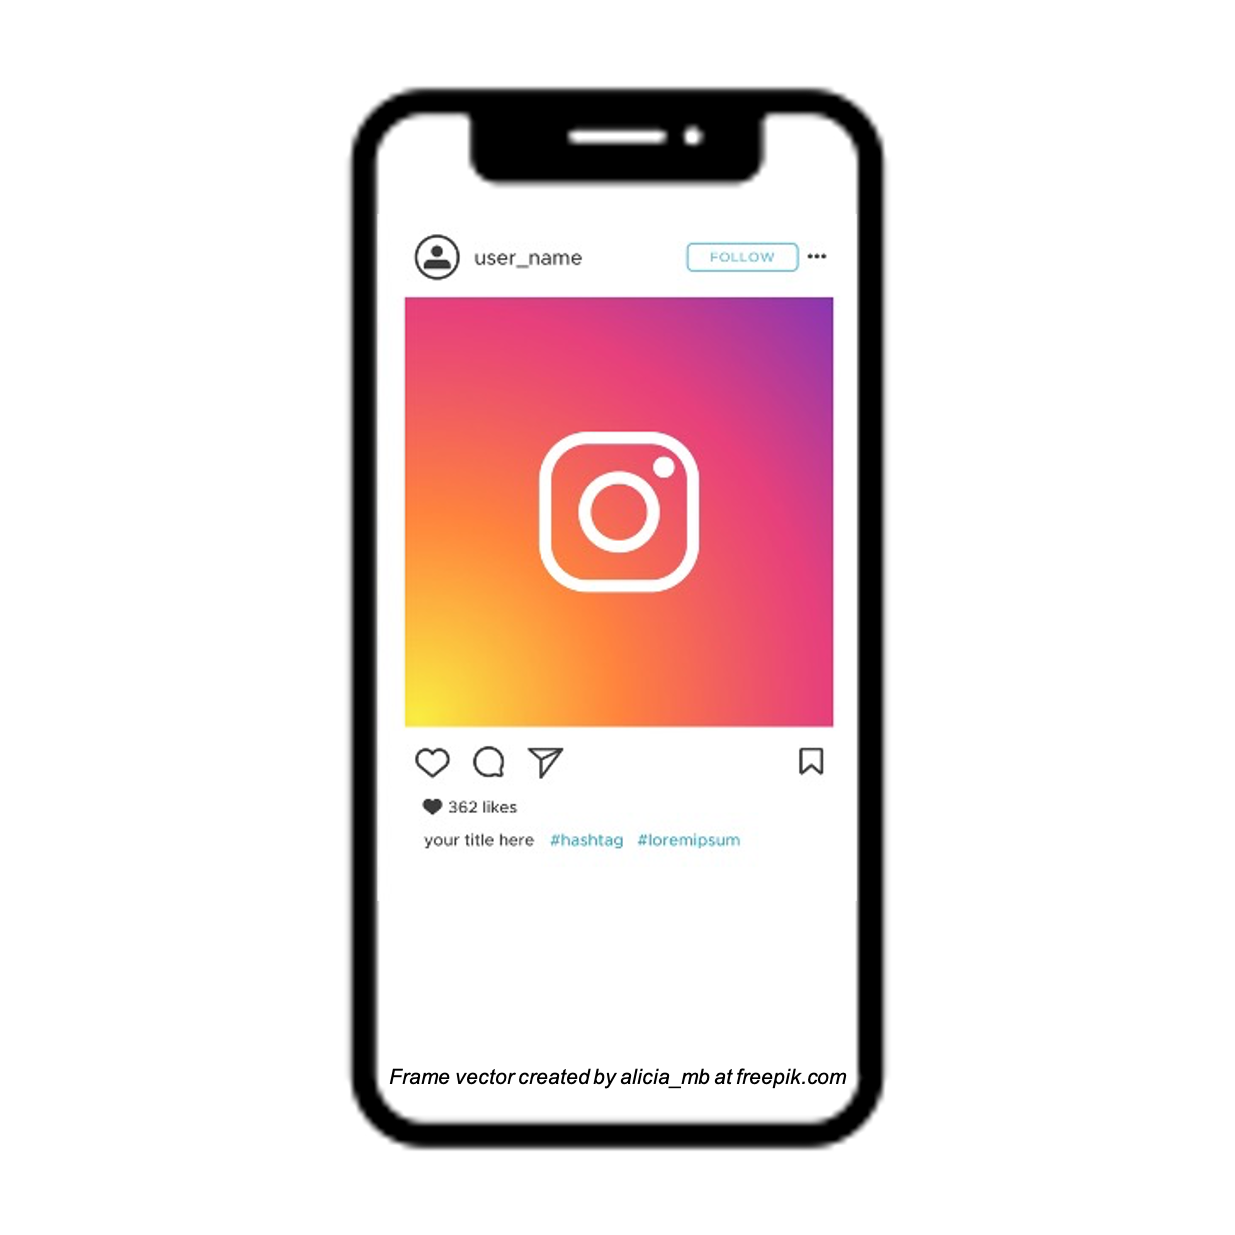 user_name FOLLOW
362 likes
your title here #hashtag #loremipsum
Frame vector created by alicia_mb at freepik.com